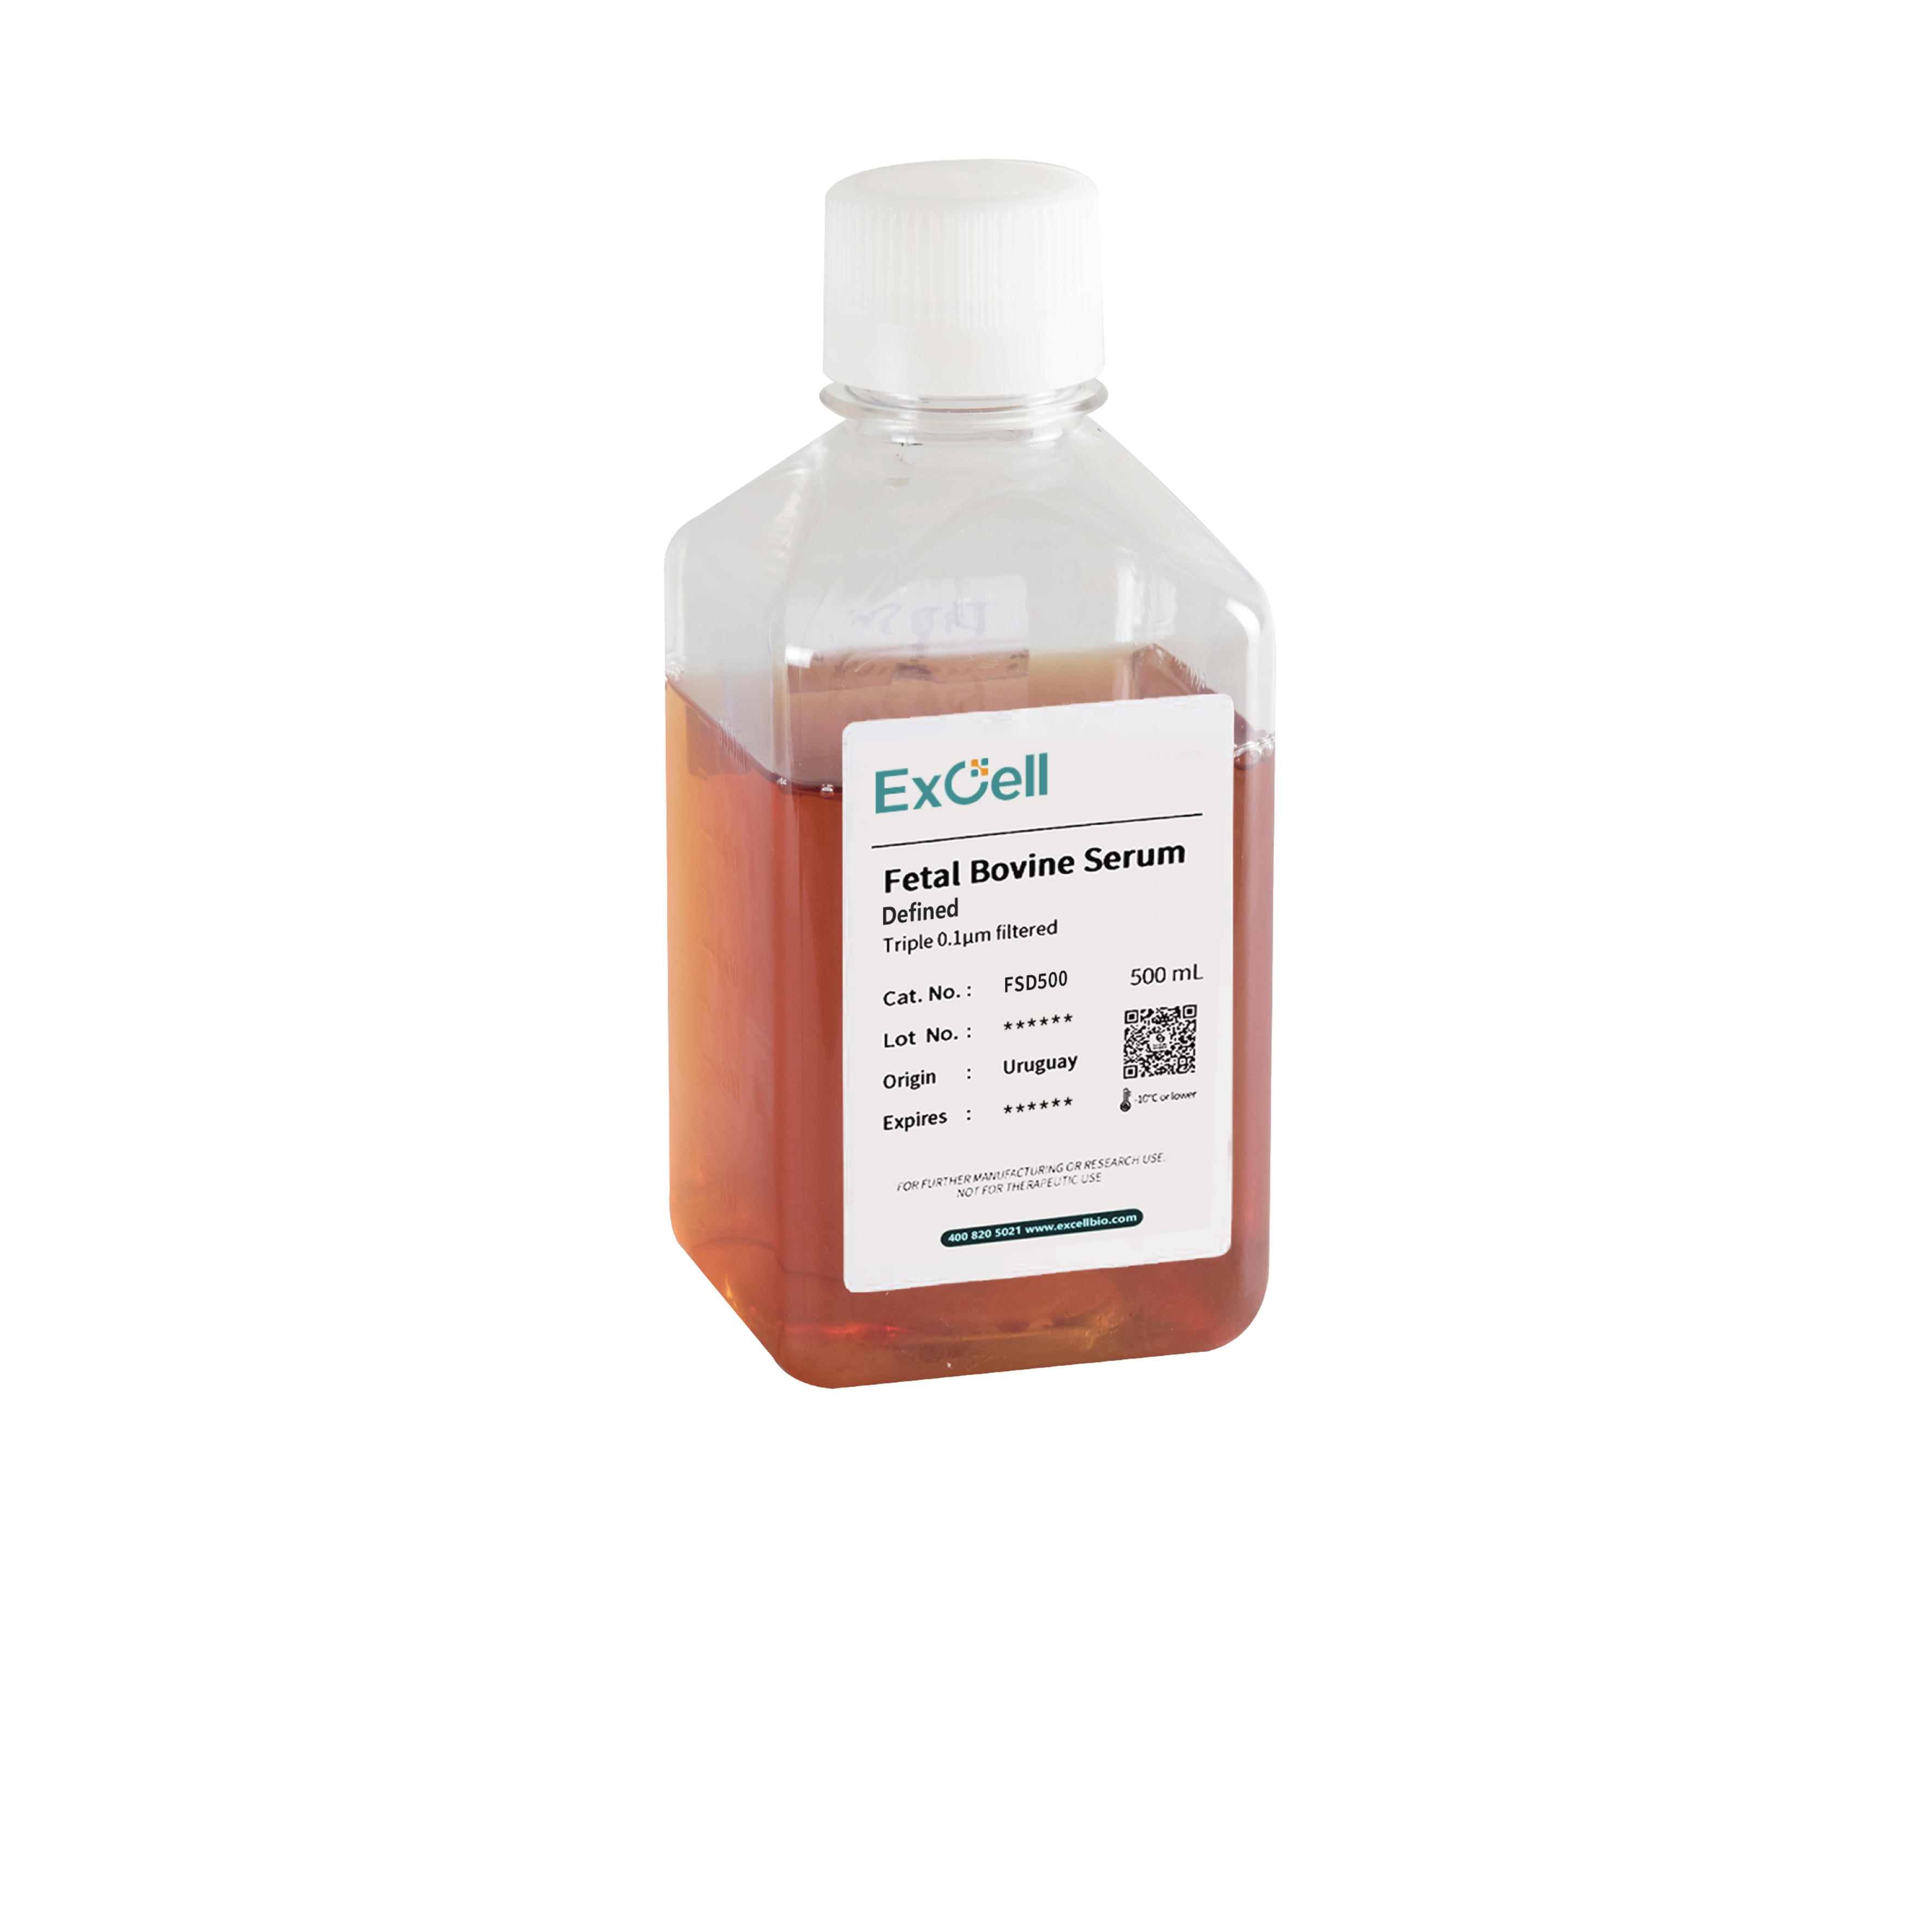 ExCell
Fetal Bovine Serum
Defined
Triple 0.1μm filtered
Cat. No. : FSD500 500 mL
Lot No. : ******
Origin : Uruguay
Expires : ******
-10°C or lower
FOR FURTHER MANUFACTURING OR RESEARCH USE.
NOT FOR THERAPEUTIC USE
400 820 5021 www.excellbio.com